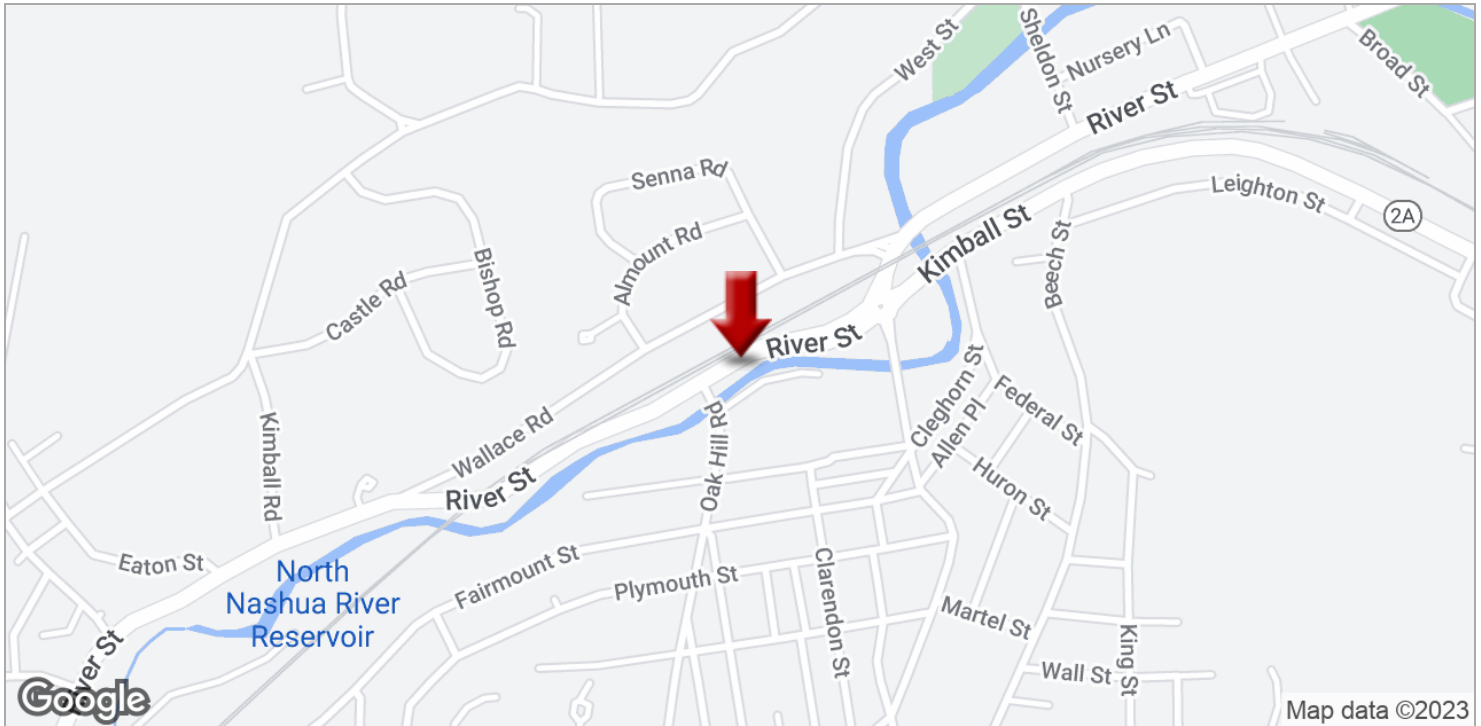 West St
Sheldon St
Nursery Ln
Broad St
River St
Senna Rd
Leighton St
2A
Almount Rd
Kimball St
Beech St
Bishop Rd
Castle Rd
River St
Cleghorn St
Allen Pl
Federal St
Kimball Rd
Wallace Rd
Oak Hill Rd
Huron St
River St
Eaton St
North
Nashua River
Reservoir
Fairmount St
Plymouth St
Clarendon St
Martel St
King St
Wall St
River St
Google
Map data ©2023